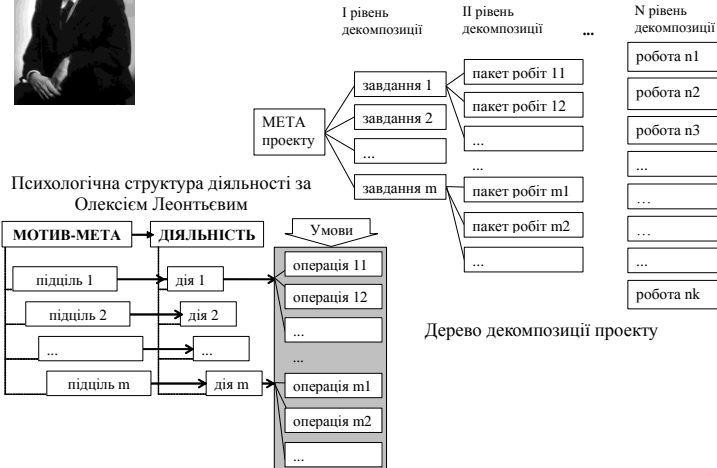 І рівень
декомпозиції
ІІ рівень
декомпозиції
...
N рівень
декомпозиції
МЕТА
проекту
завдання 1
завдання 2
...
завдання m
пакет робіт 11
пакет робіт 12
...
...
пакет робіт m1
пакет робіт m2
...
робота n1
робота n2
робота n3
...
…
…
...
робота nk
Дерево декомпозиції проекту
Психологічна структура діяльності за
Олексієм Леонтьєвим
МОТИВ-МЕТА
ДІЯЛЬНІСТЬ
Умови
підціль 1
дія 1
операція 11
підціль 2
дія 2
операція 12
...
...
...
...
підціль m
дія m
операція m1
операція m2
...